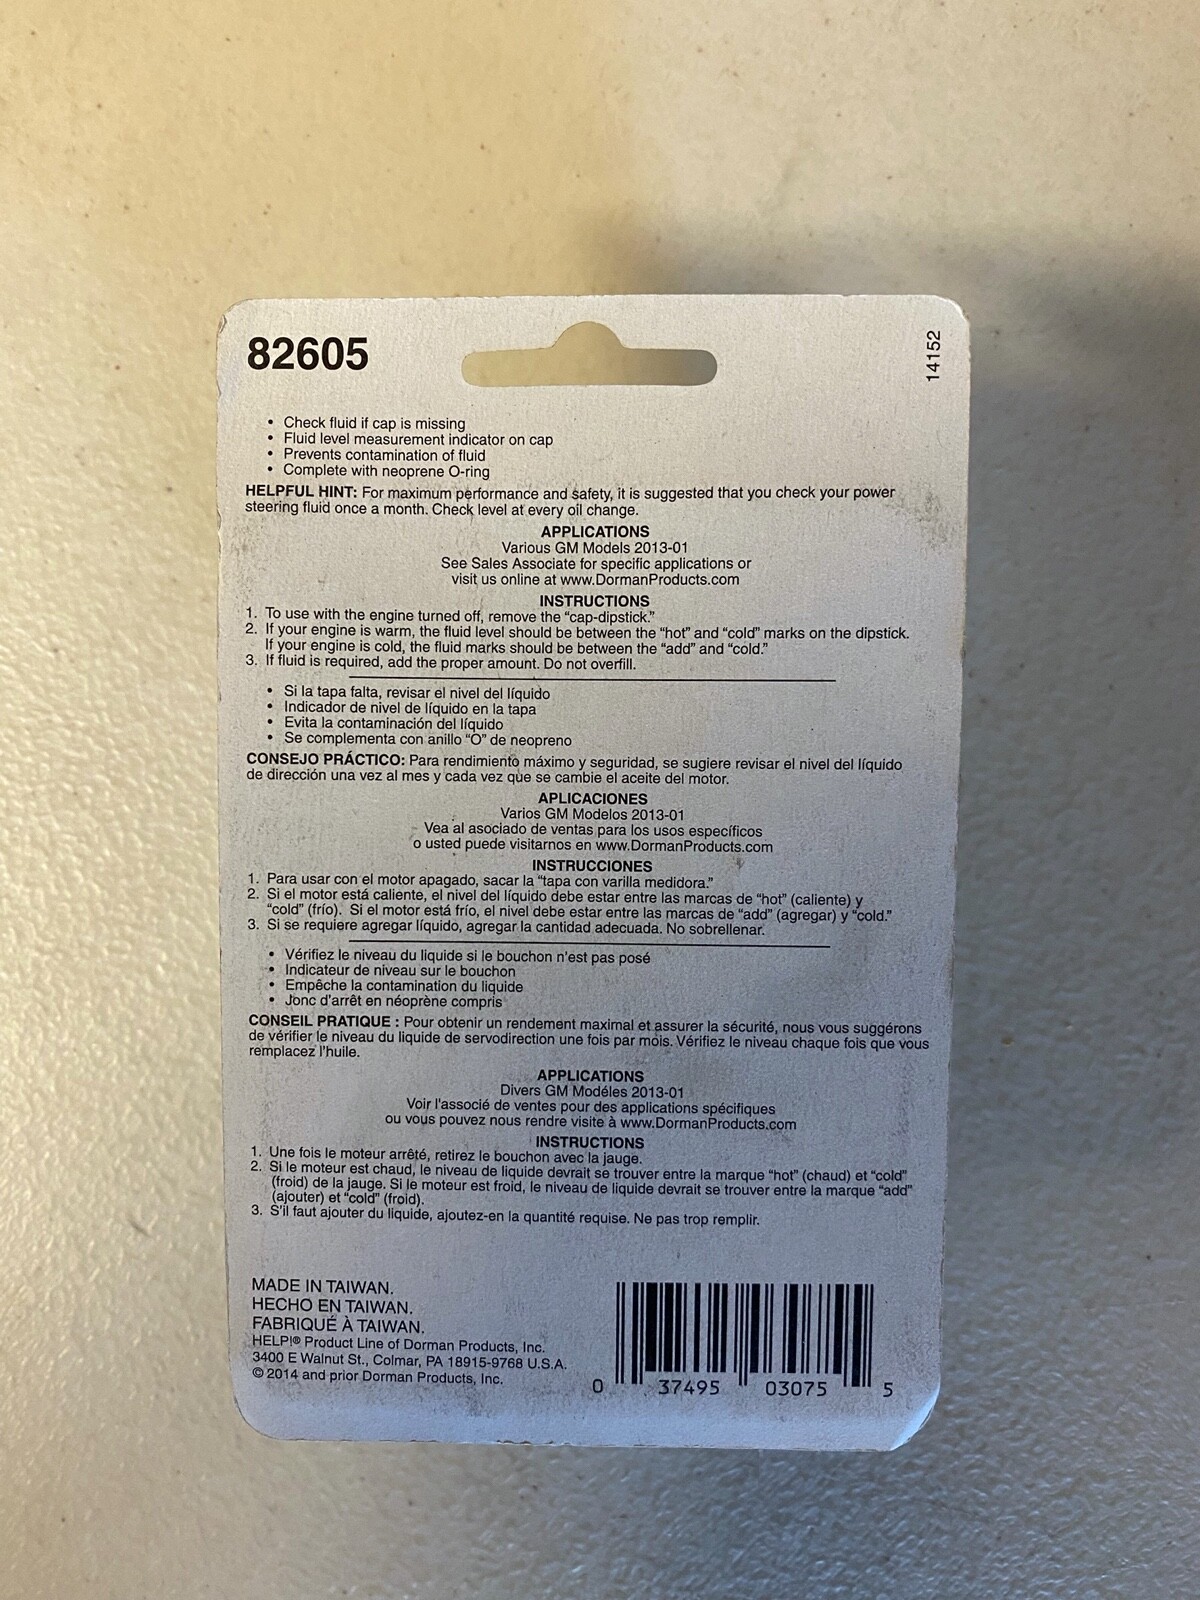 82605
14152
• Check fluid if cap is missing
• Fluid level measurement indicator on cap
• Prevents contamination of fluid
• Complete with neoprene O-ring
HELPFUL HINT: For maximum performance and safety, it is suggested that you check your power
steering fluid once a month. Check level at every oil change.
APPLICATIONS
Various GM Models 2013-01
See Sales Associate for specific applications or
visit us online at www.DormanProducts.com
INSTRUCTIONS
1. To use with the engine turned off, remove the “cap-dipstick.”
2. If your engine is warm, the fluid level should be between the “hot” and “cold” marks on the dipstick.
If your engine is cold, the fluid marks should be between the “add” and “cold.”
3. If fluid is required, add the proper amount. Do not overfill.
• Si la tapa falta, revisar el nivel del líquido
• Indicador de nivel de líquido en la tapa
• Evita la contaminación del líquido
• Se complementa con anillo “O” de neopreno
CONSEJO PRÁCTICO: Para rendimiento máximo y seguridad, se sugiere revisar el nivel del líquido
de dirección una vez al mes y cada vez que se cambie el aceite del motor.
APLICACIONES
Varios GM Modelos 2013-01
Vea al asociado de ventas para los usos específicos
o usted puede visitarnos en www.DormanProducts.com
INSTRUCCIONES
1. Para usar con el motor apagado, sacar la “tapa con varilla medidora.”
2. Si el motor está caliente, el nivel del líquido debe estar entre las marcas de “hot” (caliente) y
“cold” (frío). Si el motor está frío, el nivel debe estar entre las marcas de “add” (agregar) y “cold.”
3. Si se requiere agregar líquido, agregar la cantidad adecuada. No sobrellenar.
• Vérifiez le niveau du liquide si le bouchon n'est pas posé
• Indicateur de niveau sur le bouchon
• Empêche la contamination du liquide
• Jonc d'arrêt en néoprène compris
CONSEIL PRATIQUE : Pour obtenir un rendement maximal et assurer la sécurité, nous vous suggérons
de vérifier le niveau du liquide de servodirection une fois par mois. Vérifiez le niveau chaque fois que vous
remplacez l'huile.
APPLICATIONS
Divers GM Modéles 2013-01
Voir l'associé de ventes pour des applications spécifiques
ou vous pouvez nous rendre visite à www.DormanProducts.com
INSTRUCTIONS
1. Une fois le moteur arrêté, retirez le bouchon avec la jauge.
2. Si le moteur est chaud, le niveau de liquide devrait se trouver entre la marque “hot” (chaud) et “cold”
(froid) de la jauge. Si le moteur est froid, le niveau de liquide devrait se trouver entre la marque “add”
(ajouter) et “cold” (froid).
3. S'il faut ajouter du liquide, ajoutez-en la quantité requise. Ne pas trop remplir.
MADE IN TAIWAN.
HECHO EN TAIWAN.
FABRIQUÉ À TAIWAN.
HELP!® Product Line of Dorman Products, Inc.
3400 E Walnut St., Colmar, PA 18915-9768 U.S.A.
© 2014 and prior Dorman Products, Inc.
0 37495 03075 5